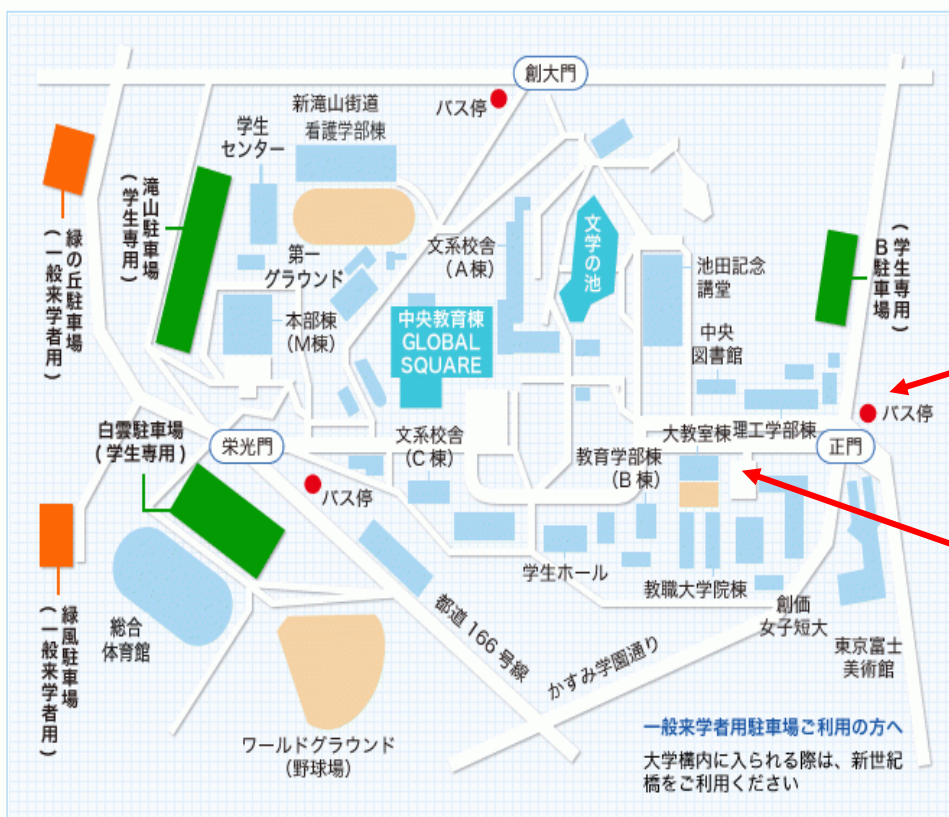 創大門
バス停
新滝山街道
看護学部棟
学生
センター
滝山駐車場
(学生専用)
緑の丘駐車場
(一般来学者用)
第一
グラウンド
文系校舎
(A棟)
文学の池
池田記念
講堂
B駐車場
(学生専用)
本部棟
(M棟)
中央教育棟
GLOBAL
SQUARE
中央
図書館
バス停
白雲駐車場
(学生専用)
栄光門
文系校舎
(C棟)
大教室棟
理工学部棟
正門
教育学部棟
(B棟)
バス停
学生ホール
教職大学院棟
創価
女子短大
東京富士
美術館
総合
体育館
緑風駐車場
(一般来学者用)
都道166号線
かすみ学園通り
ワールドグラウンド
(野球場)
一般来学者用駐車場ご利用の方へ
大学構内に入られる際は、新世紀
橋をご利用ください